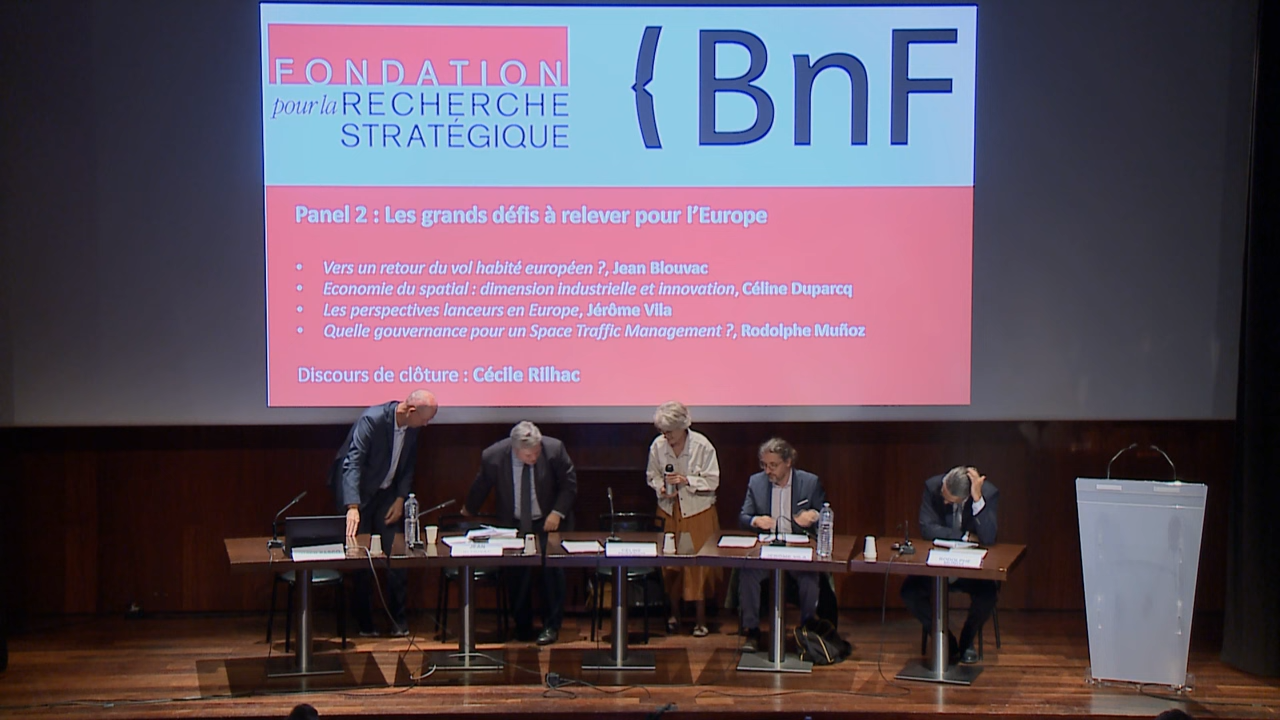 FONDATION
pour la RECHERCHE
STRATÉGIQUE
BnF
Panel 2 : Les grands défis à relever pour l'Europe
• Vers un retour du vol habité européen ?, Jean Blouvac
• Economie du spatial : dimension industrielle et innovation, Céline Duparcq
• Les perspectives lanceurs en Europe, Jérôme Vila
• Quelle gouvernance pour un Space Traffic Management ?, Rodolphe Muñoz
Discours de clôture : Cécile Rilhac